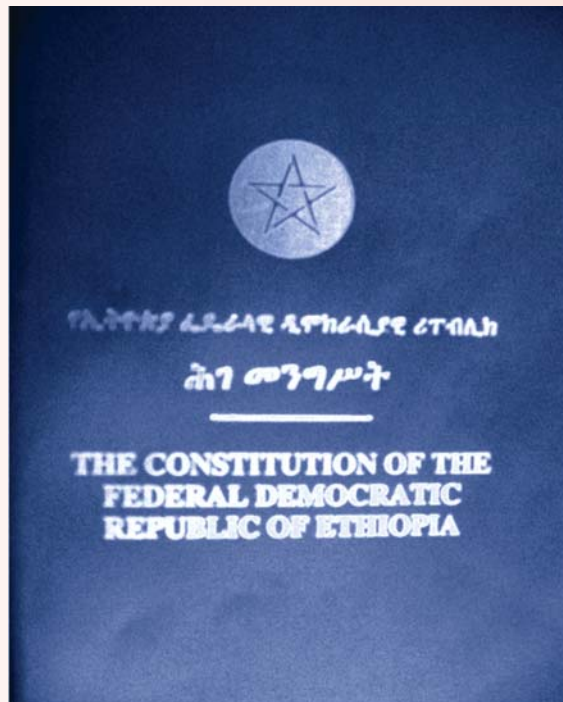 የኢትዮጵያ ፌዴራላዊ ዲሞክራሲያዊ ሪፐብሊክ
ሕገ መንግሥት
THE CONSTITUTION OF THE
FEDERAL DEMOCRATIC
REPUBLIC OF ETHIOPIA